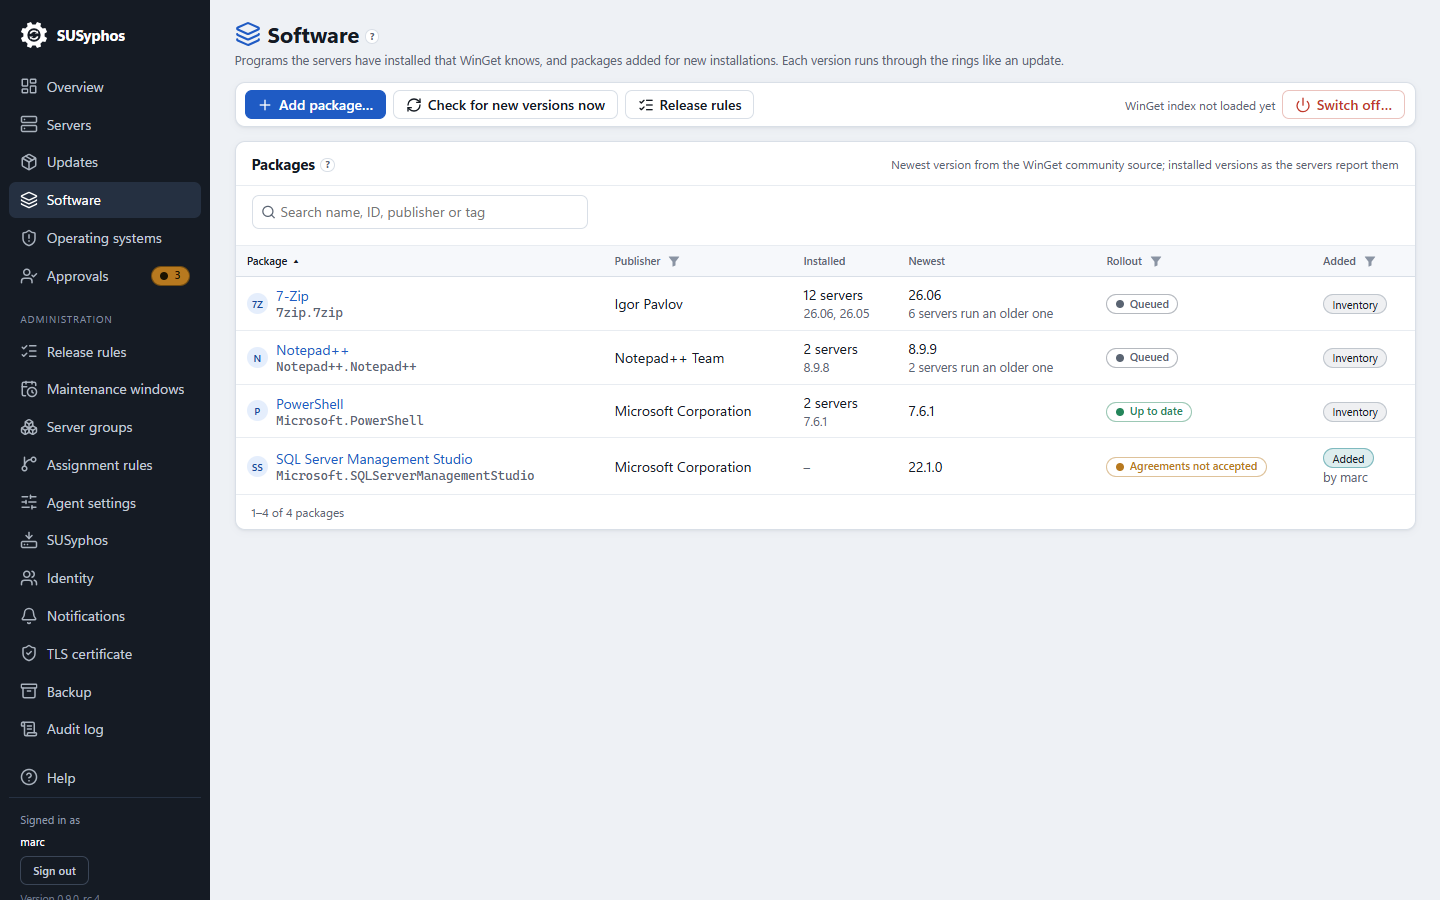 SUSyphos
Overview
Servers
Updates
Software
Operating systems
Approvals 3
ADMINISTRATION
Release rules
Maintenance windows
Server groups
Assignment rules
Agent settings
SUSyphos
Identity
Notifications
TLS certificate
Backup
Audit log
Help
Signed in as
marc
Sign out
Version 0.9.0-rc.4
Software ?
Programs the servers have installed that WinGet knows, and packages added for new installations. Each version runs through the rings like an update.
Add package... Check for new versions now Release rules WinGet index not loaded yet Switch off...
Packages ? Newest version from the WinGet community source; installed versions as the servers report them
Search name, ID, publisher or tag
Package Publisher Installed Newest Rollout Added
7Z 7-Zip Igor Pavlov 12 servers 26.06 Queued Inventory
7zip.7zip 26.06, 26.05 6 servers run an older one
N Notepad++ Notepad++ Team 2 servers 8.9.9 Queued Inventory
Notepad++.Notepad++ 8.9.8 2 servers run an older one
P PowerShell Microsoft Corporation 2 servers 7.6.1 Up to date Inventory
Microsoft.PowerShell 7.6.1
SS SQL Server Management Studio Microsoft Corporation – 22.1.0 Agreements not accepted Added
Microsoft.SQLServerManagementStudio by marc
1–4 of 4 packages